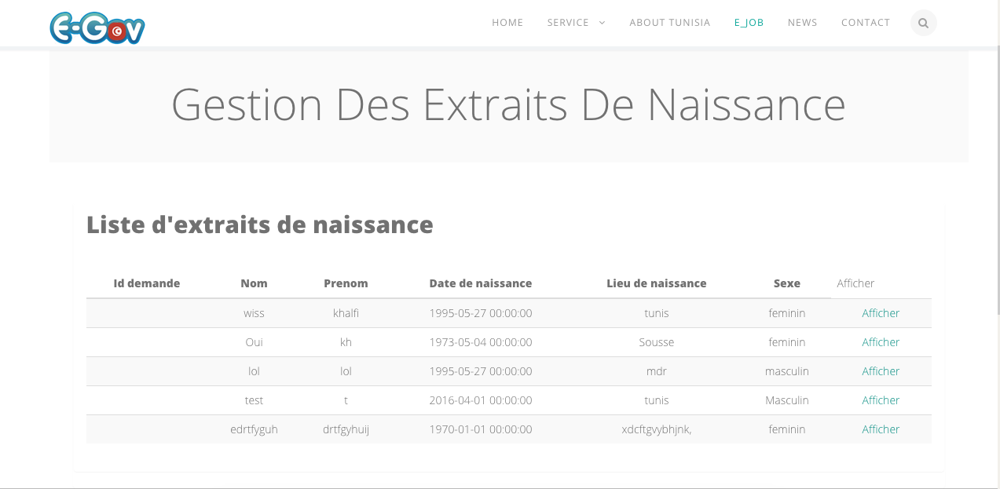 E-Gov HOME SERVICE ABOUT TUNISIA E_JOB NEWS CONTACT
Gestion Des Extraits De Naissance
Liste d'extraits de naissance
Id demande Nom Prenom Date de naissance Lieu de naissance Sexe Afficher
wiss khalfi 1995-05-27 00:00:00 tunis feminin Afficher
Oui kh 1973-05-04 00:00:00 Sousse feminin Afficher
lol lol 1995-05-27 00:00:00 mdr masculin Afficher
test t 2016-04-01 00:00:00 tunis Masculin Afficher
edrtfyguh drtfgyhuij 1970-01-01 00:00:00 xdcftgvybhjnk, feminin Afficher